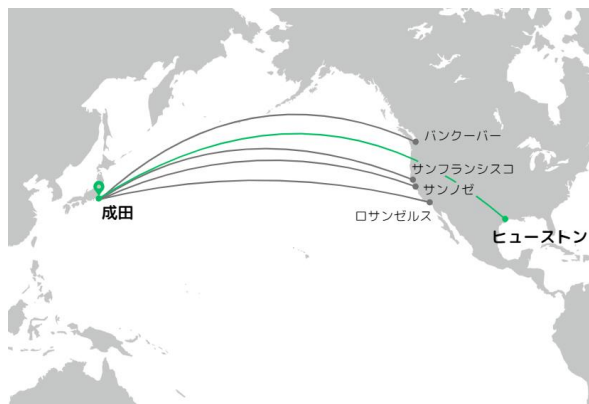 バンクーバー
サンフランシスコ
サンノゼ
ロサンゼルス
成田
ヒューストン